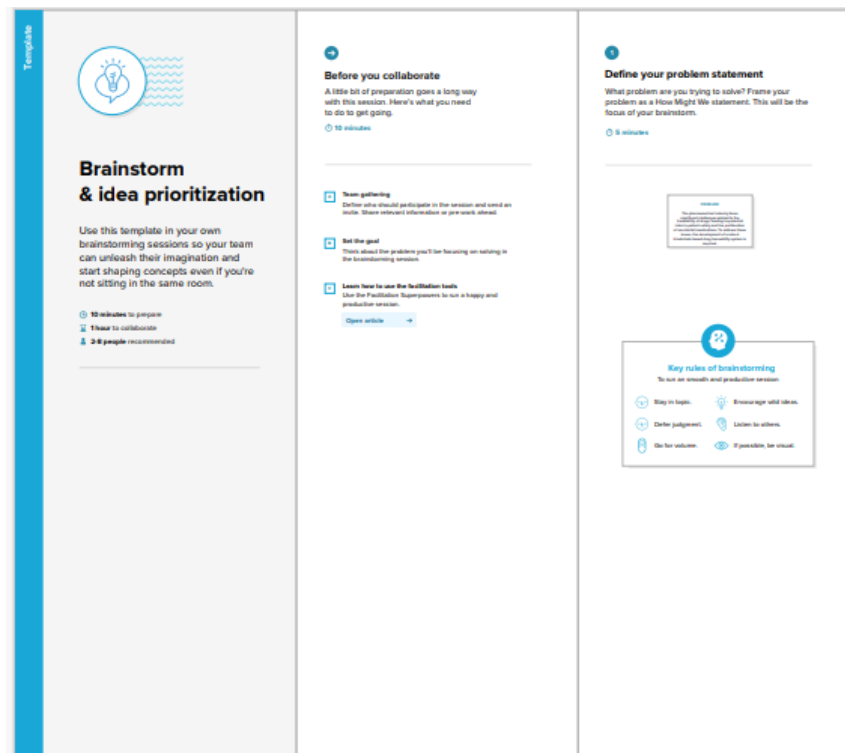 Template
Brainstorm
& idea prioritization
Use this template in your own
brainstorming sessions so your team
can unleash their imagination and
start shaping concepts even if you're
not sitting in the same room.
10 minutes to prepare
1 hour to collaborate
2-8 people recommended
Before you collaborate
A little bit of preparation goes a long way
with this session. Here's what you need
to do to get going.
10 minutes
Team gathering
Define who should participate in the session and send an
invite. Share relevant information or pre-work ahead.
Set the goal
Think about the problem you'll be focusing on solving in
the brainstorming session.
Learn how to use the facilitation tools
Use the Facilitation Superpowers to run a happy and
productive session.
Open article
1
Define your problem statement
What problem are you trying to solve? Frame your
problem as a How Might We statement. This will be the
focus of your brainstorm.
5 minutes
PROBLEM
Key rules of brainstorming
To run an smooth and productive session
Stay in topic.
Encourage wild ideas.
Defer judgment.
Listen to others.
Go for volume.
If possible, be visual.